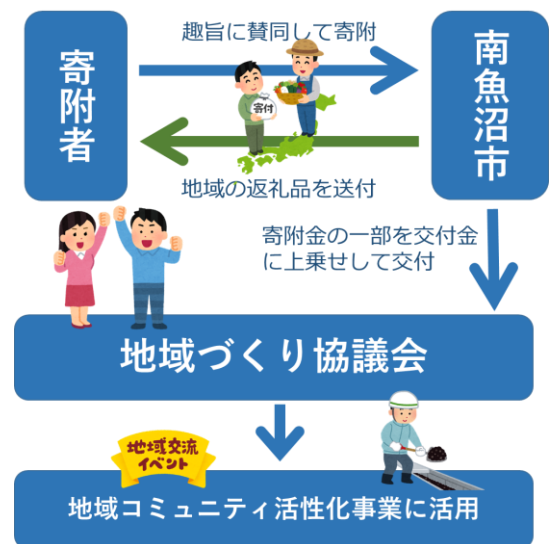 趣旨に賛同して寄附
寄附者
南魚沼市
寄付
地域の返礼品を送付
寄附金の一部を交付金
に上乗せして交付
地域づくり協議会
地域交流
イベント
地域コミュニティ活性化事業に活用